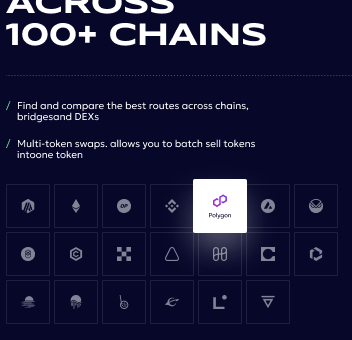 ACROSS
100+ CHAINS
/ Find and compare the best routes across chains,
bridgesand DEXs
/ Multi-token swaps. allows you to batch sell tokens
intoone token
OP
Polygon